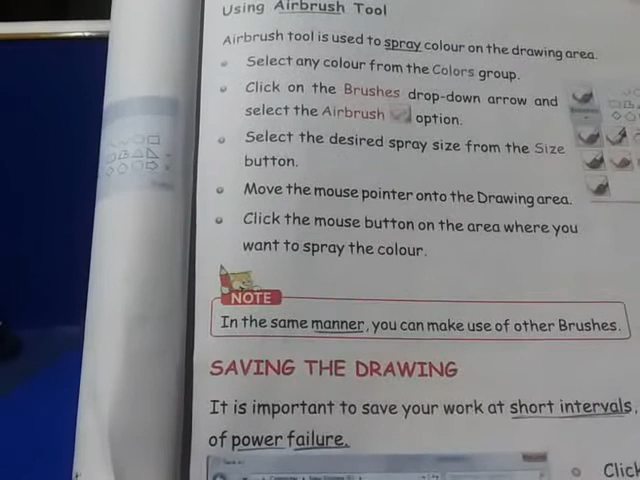 Using Airbrush Tool
Airbrush tool is used to spray colour on the drawing area.
Select any colour from the Colors group.
Click on the Brushes drop-down arrow and
select the Airbrush option.
Select the desired spray size from the Size
button.
Move the mouse pointer onto the Drawing area.
Click the mouse button on the area where you
want to spray the colour.
NOTE
In the same manner, you can make use of other Brushes.
SAVING THE DRAWING
It is important to save your work at short intervals,
of power failure.
Click